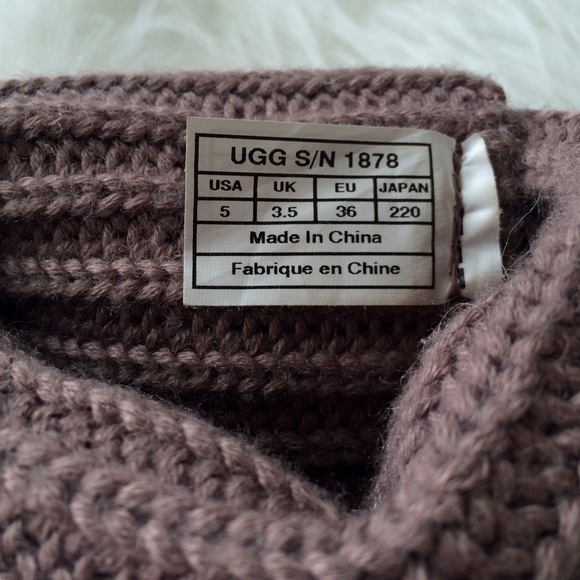 UGG S/N 1878
USA UK EU JAPAN
5 3.5 36 220
Made In China
Fabrique en Chine